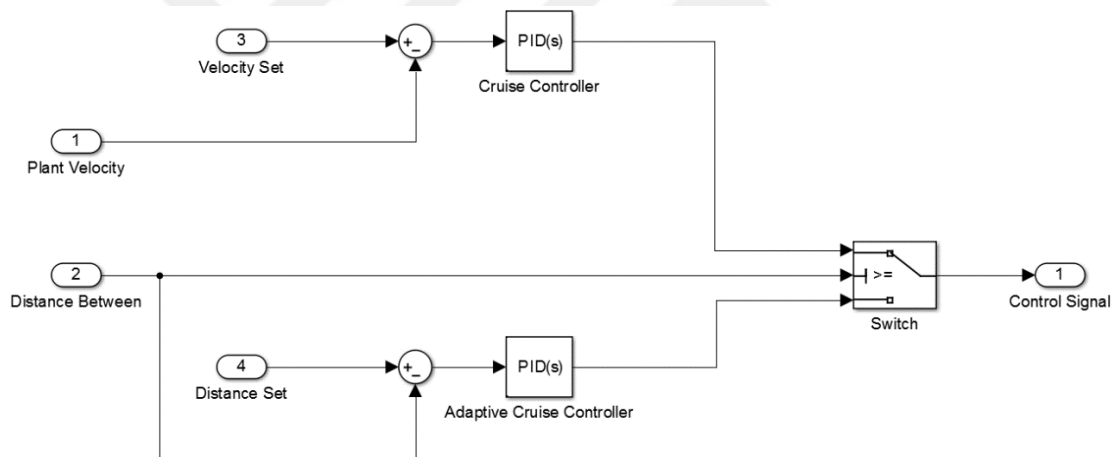 3
Velocity Set
+
-
PID(s)
Cruise Controller
1
Plant Velocity
2
Distance Between
>=
Switch
1
Control Signal
4
Distance Set
+
-
PID(s)
Adaptive Cruise Controller